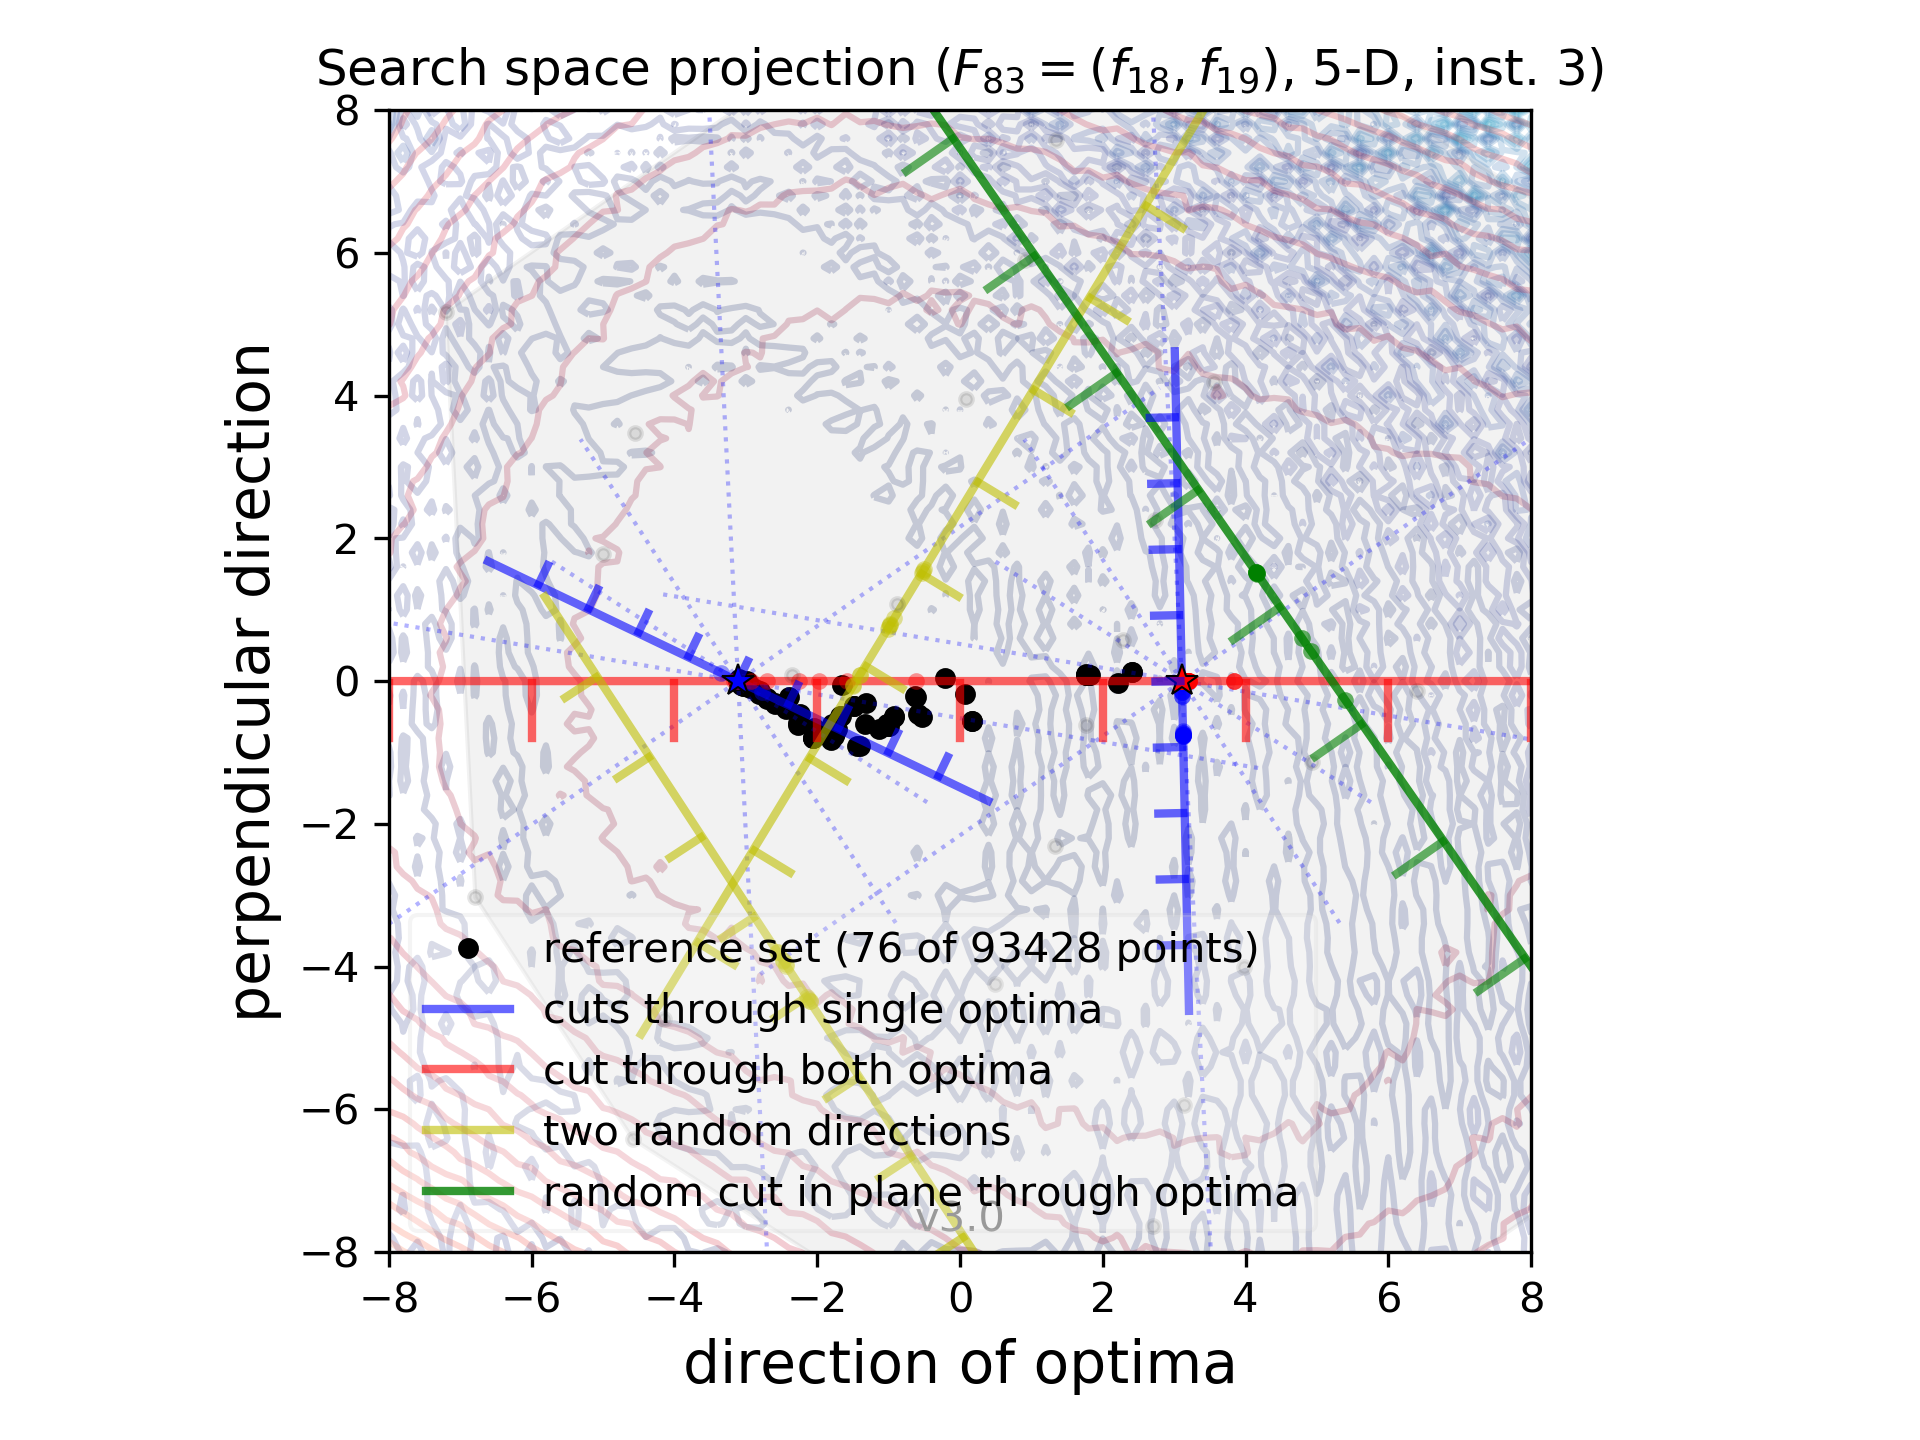 Search space projection (F83 = (f18, f19), 5-D, inst. 3)
8
6
4
2
0
−2
−4
−6
−8
perpendicular direction
reference set (76 of 93428 points)
cuts through single optima
cut through both optima
two random directions
random cut in plane through optima
v3.0
−8 −6 −4 −2 0 2 4 6 8
direction of optima